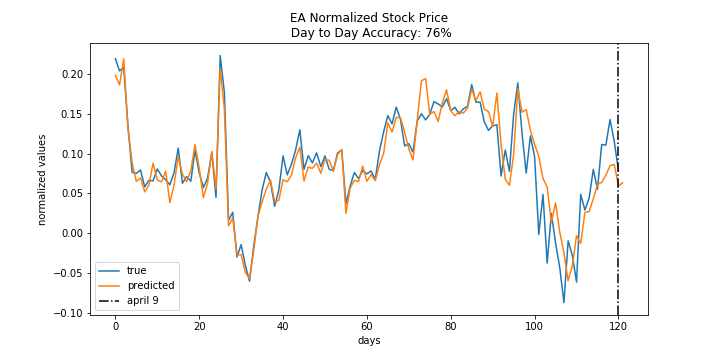 EA Normalized Stock Price
Day to Day Accuracy: 76%
normalized values
0.20
0.15
0.10
0.05
0.00
−0.05
−0.10
true
predicted
april 9
0 20 40 60 80 100 120
days